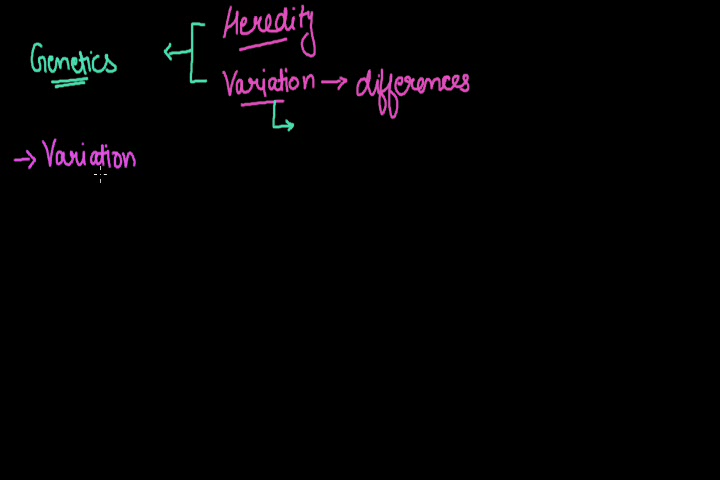 Heredity
Genetics
Variation → differences
→ Variation